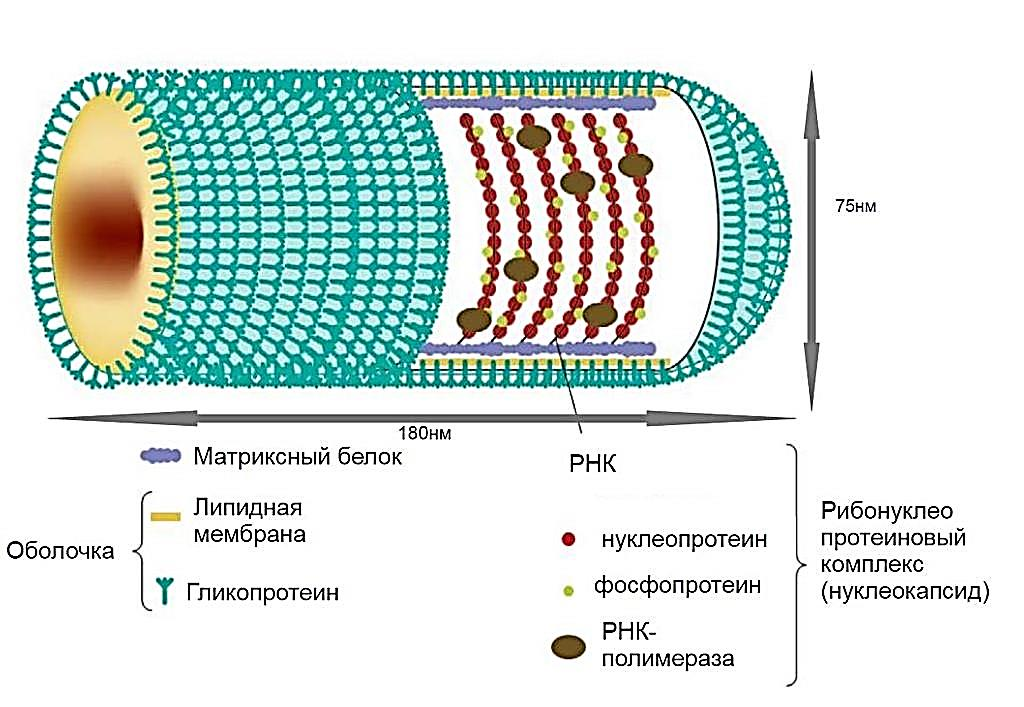 75нм
180нм
Матриксный белок
РНК
Липидная
мембрана
Оболочка
Гликопротеин
нуклеопротеин
фосфопротеин
РНК-
полимераза
Рибонуклео
протеиновый
комплекс
(нуклеокапсид)